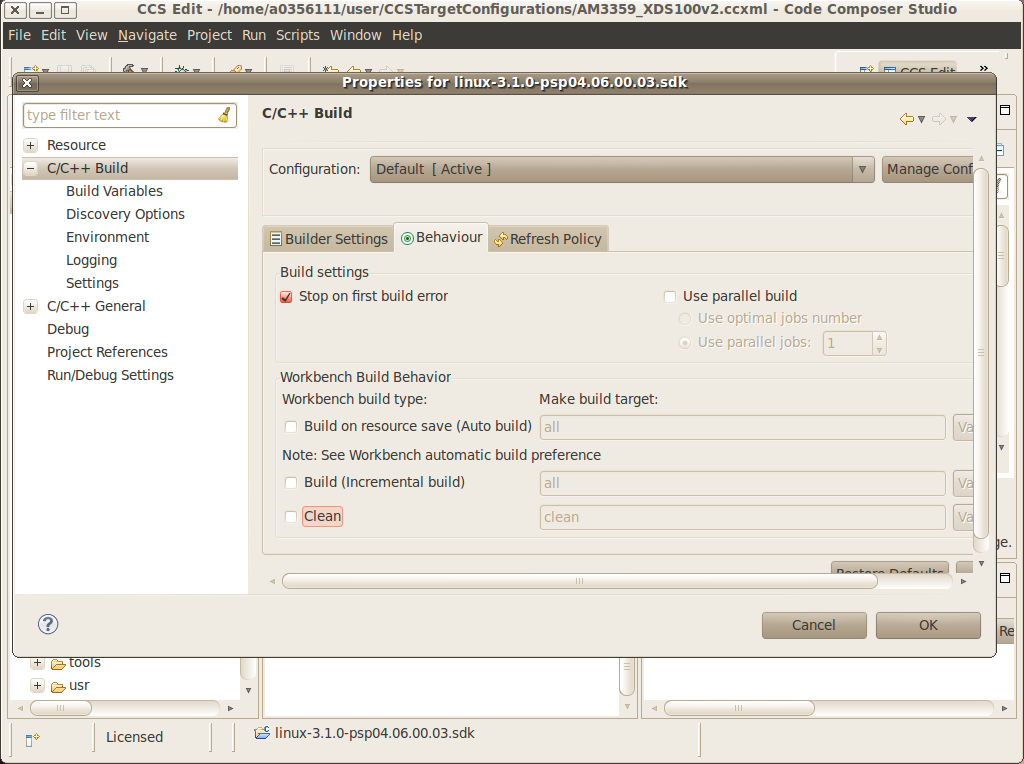 CCS Edit - /home/a0356111/user/CCSTargetConfigurations/AM3359_XDS100v2.ccxml - Code Composer Studio
File Edit View Navigate Project Run Scripts Window Help
CCS Edit
Properties for linux-3.1.0-psp04.06.00.03.sdk
type filter text
Resource
C/C++ Build
Build Variables
Discovery Options
Environment
Logging
Settings
C/C++ General
Debug
Project References
Run/Debug Settings
C/C++ Build
Configuration: Default [ Active ] Manage Conf
Builder Settings Behaviour Refresh Policy
Build settings
Stop on first build error Use parallel build
Use optimal jobs number
Use parallel jobs: 1
Workbench Build Behavior
Workbench build type: Make build target:
Build on resource save (Auto build) all Va
Note: See Workbench automatic build preference
Build (Incremental build) all Va
Clean clean Va
ge.
Restore Defaults
Cancel OK
Re
tools
usr
Licensed linux-3.1.0-psp04.06.00.03.sdk